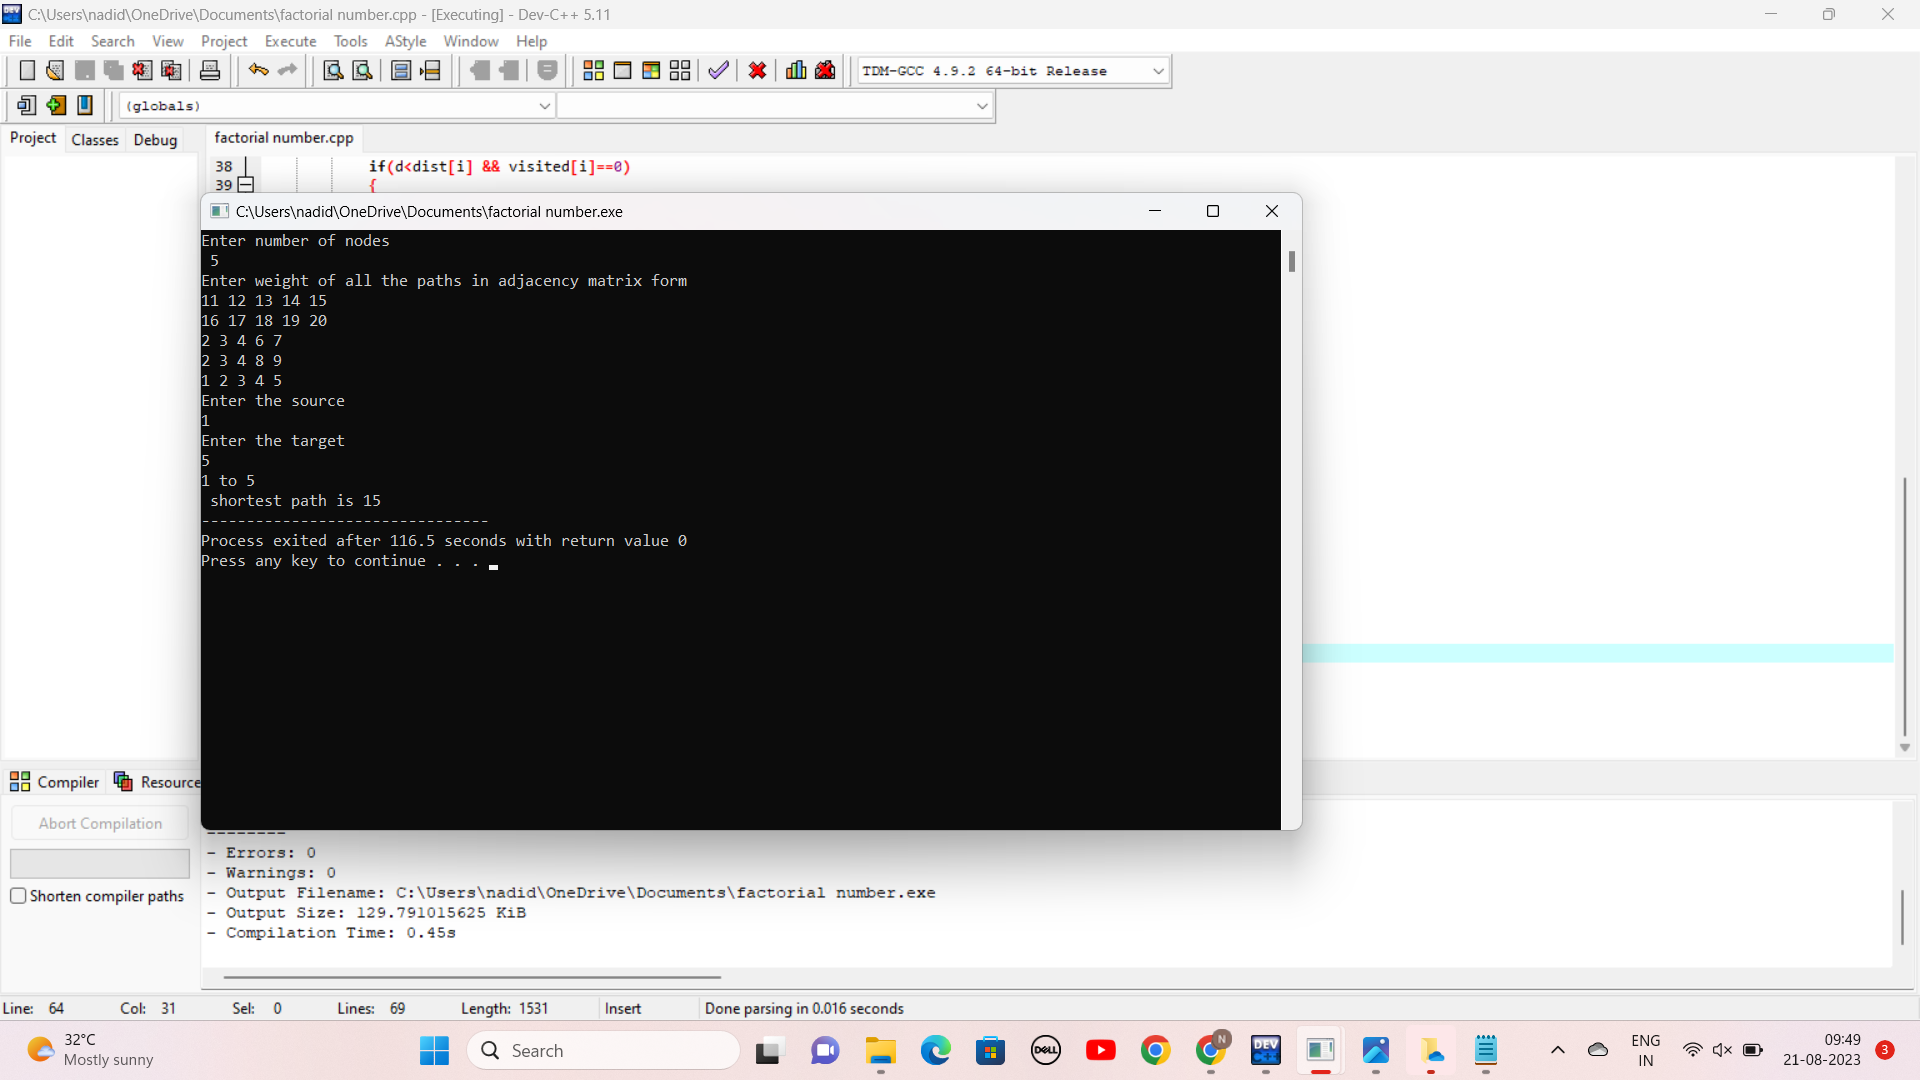 C:\Users\nadid\OneDrive\Documents\factorial number.cpp - [Executing] - Dev-C++ 5.11
File Edit Search View Project Execute Tools AStyle Window Help
TDM-GCC 4.9.2 64-bit Release
(globals)
Project Classes Debug
factorial number.cpp
38 if(d<dist[i] && visited[i]==0)
39 {
C:\Users\nadid\OneDrive\Documents\factorial number.exe
Enter number of nodes
5
Enter weight of all the paths in adjacency matrix form
11 12 13 14 15
16 17 18 19 20
2 3 4 6 7
2 3 4 8 9
1 2 3 4 5
Enter the source
1
Enter the target
5
1 to 5
shortest path is 15
--------------------------------
Process exited after 116.5 seconds with return value 0
Press any key to continue . . .
Compiler Resource
Abort Compilation
Shorten compiler paths
--------
- Errors: 0
- Warnings: 0
- Output Filename: C:\Users\nadid\OneDrive\Documents\factorial number.exe
- Output Size: 129.791015625 KiB
- Compilation Time: 0.45s
Line: 64 Col: 31 Sel: 0 Lines: 69 Length: 1531 Insert Done parsing in 0.016 seconds
32°C
Mostly sunny
Search
DELL
N
DEV
C++
ENG
IN
09:49
21-08-2023
3